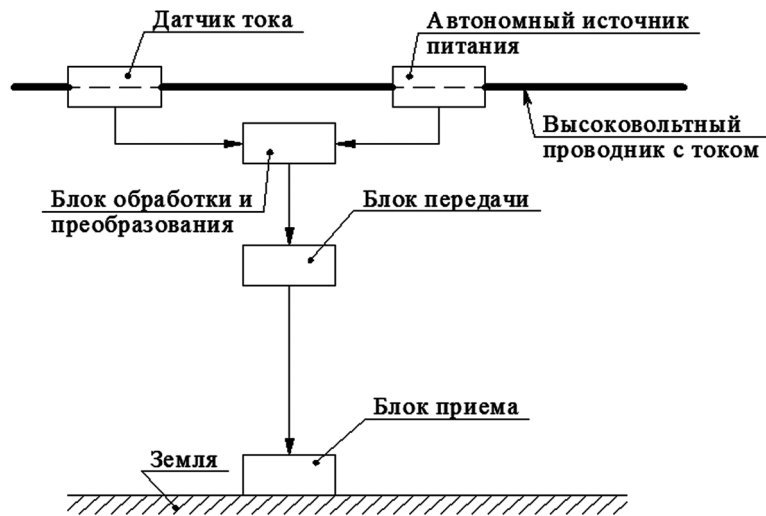 Датчик тока
Автономный источник
питания
Высоковольтный
проводник с током
Блок обработки и
преобразования
Блок передачи
Блок приема
Земля